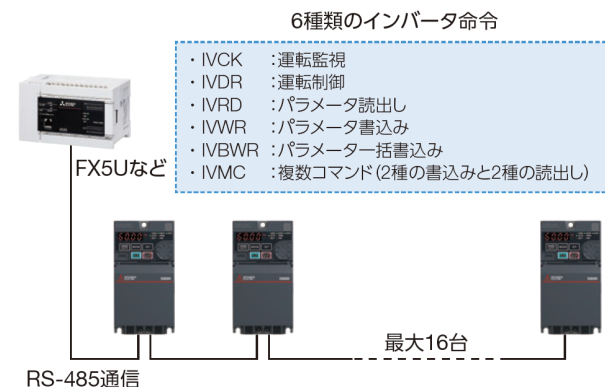 6種類のインバータ命令
・IVCK :運転監視
・IVDR :運転制御
・IVRD :パラメータ読出し
・IVWR :パラメータ書込み
・IVBWR :パラメータ一括書込み
・IVMC :複数コマンド(2種の書込みと2種の読出し)
FX5Uなど
最大16台
RS-485通信